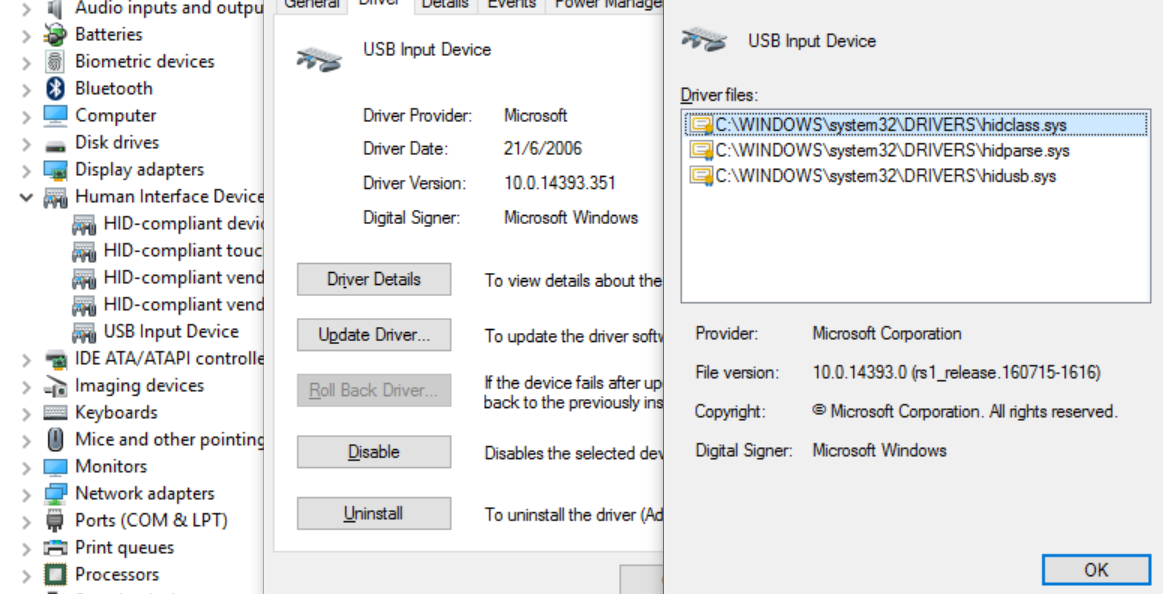 Audio inputs and outpu
Batteries
Biometric devices
Bluetooth
Computer
Disk drives
Display adapters
Human Interface Device
HID-compliant devic
HID-compliant touc
HID-compliant vend
HID-compliant vend
USB Input Device
IDE ATA/ATAPI controlle
Imaging devices
Keyboards
Mice and other pointing
Monitors
Network adapters
Ports (COM & LPT)
Print queues
Processors
General Driver Details Events Power Manage
USB Input Device
Driver Provider: Microsoft
Driver Date: 21/6/2006
Driver Version: 10.0.14393.351
Digital Signer: Microsoft Windows
Driver Details To view details about the
Update Driver... To update the driver softw
Roll Back Driver... If the device fails after up
back to the previously ins
Disable Disables the selected dev
Uninstall To uninstall the driver (Ad
USB Input Device
Driver files:
C:\WINDOWS\system32\DRIVERS\hidclass.sys
C:\WINDOWS\system32\DRIVERS\hidparse.sys
C:\WINDOWS\system32\DRIVERS\hidusb.sys
Provider: Microsoft Corporation
File version: 10.0.14393.0 (rs1_release.160715-1616)
Copyright: © Microsoft Corporation. All rights reserved.
Digital Signer: Microsoft Windows
OK